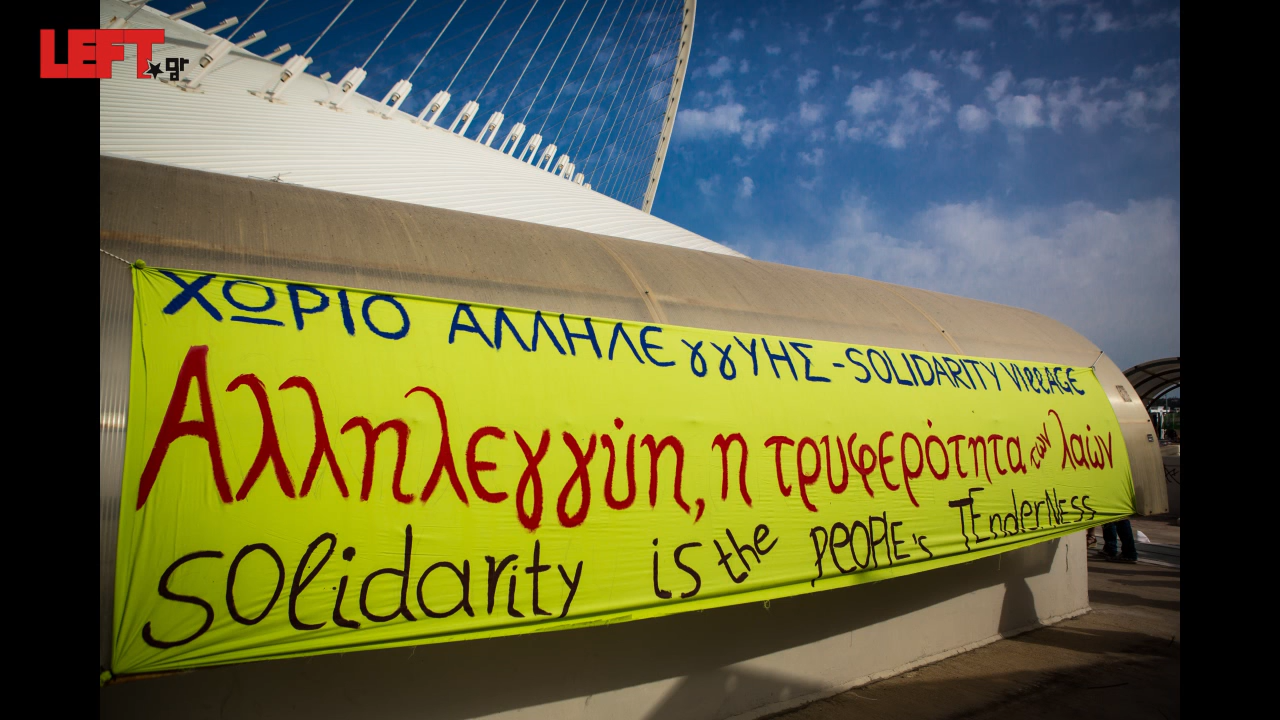 LEFT.gr
ΧΩΡΙΟ ΑΛΛΗΛΕγγΥΗΣ - SOLIDARITY VillAGE
Αλληλεγγύη, η τρυφερότητα των λαών
solidarity is the PEOPlE's TEnderNESS